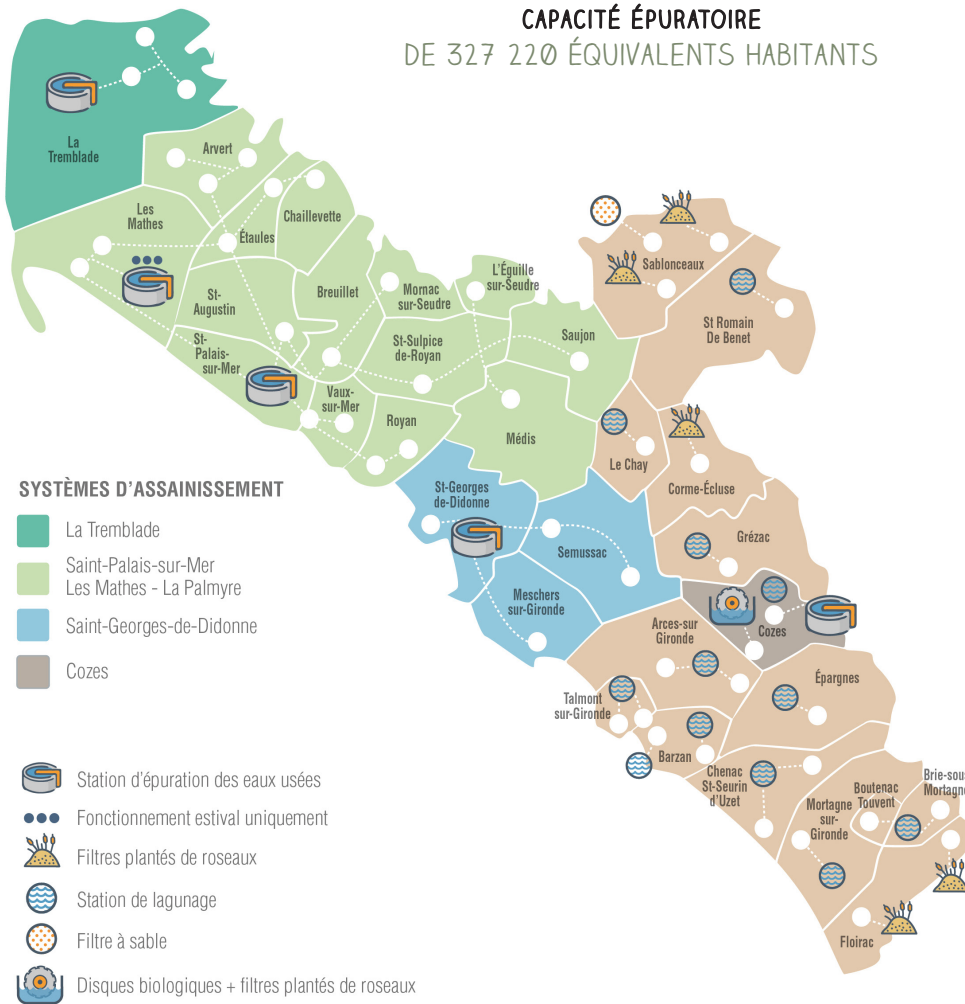 CAPACITÉ ÉPURATOIRE
DE 327 220 ÉQUIVALENTS HABITANTS
La
Tremblade
Arvert
Les
Mathes
Étaules
Chaillevette
St-
Augustin
Breuillet
Mornac
sur-Seudre
L'Éguille
sur-Seudre
St-
Palais-
sur-Mer
St-Sulpice
de-Royan
Saujon
Vaux-
sur-Mer
Royan
Médis
Sablonceaux
St Romain
De Benet
Le Chay
Corme-Écluse
Grézac
St-Georges
de-Didonne
Semussac
Meschers
sur-Gironde
Cozes
Arces-sur
Gironde
Épargnes
Talmont
sur-Gironde
Barzan
Chenac
St-Seurin
d'Uzet
Mortagne
sur-
Gironde
Boutenac
Touvent
Brie-sous
Mortagne
Floirac
SYSTÈMES D'ASSAINISSEMENT
La Tremblade
Saint-Palais-sur-Mer
Les Mathes - La Palmyre
Saint-Georges-de-Didonne
Cozes
Station d'épuration des eaux usées
Fonctionnement estival uniquement
Filtres plantés de roseaux
Station de lagunage
Filtre à sable
Disques biologiques + filtres plantés de roseaux